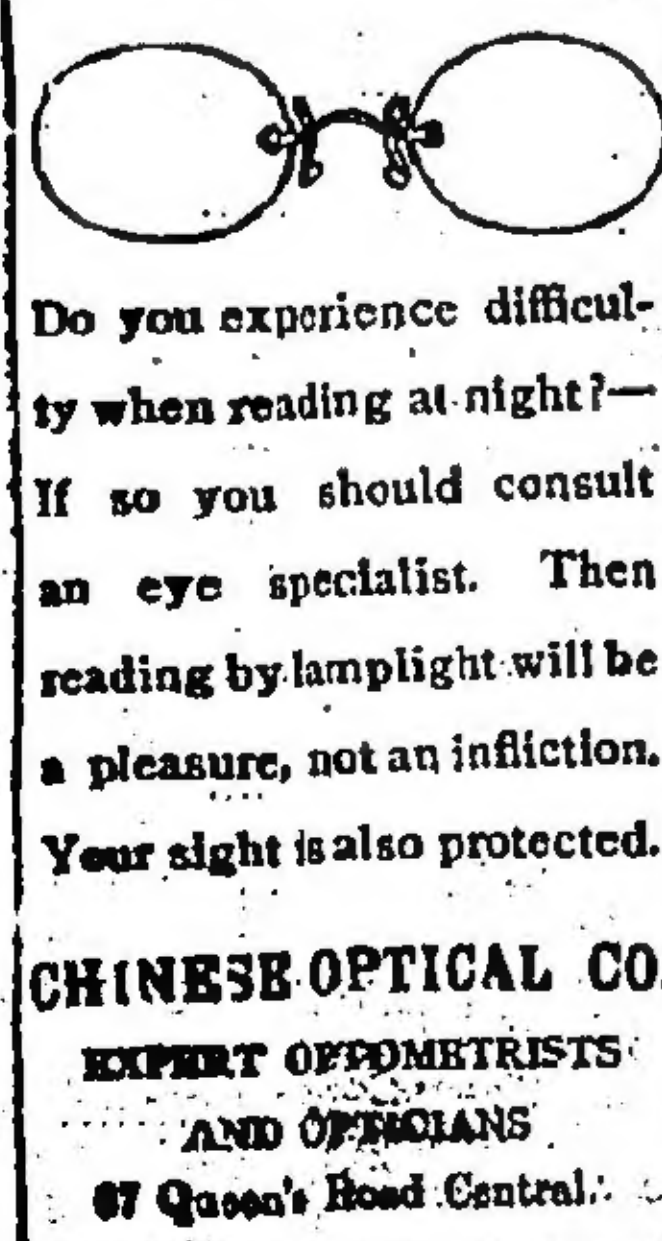 Do you experience difficul-
ty when reading at night?—
If so you should consult
an eye specialist. Then
reading by lamplight will be
a pleasure, not an infliction.
Your sight is also protected.
CHINESE OPTICAL CO.
EXPERT OPTOMETRISTS
AND OPTICIANS
67 Queen's Road Central.